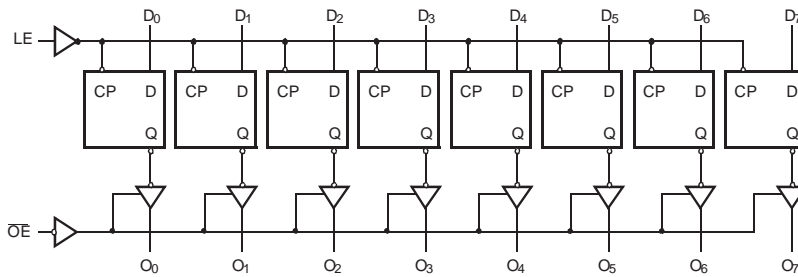 D0 D1 D2 D3 D4 D5 D6 D7
LE
CP D CP D CP D CP D CP D CP D CP D CP D
Q Q Q Q Q Q Q Q
OE
O0 O1 O2 O3 O4 O5 O6 O7